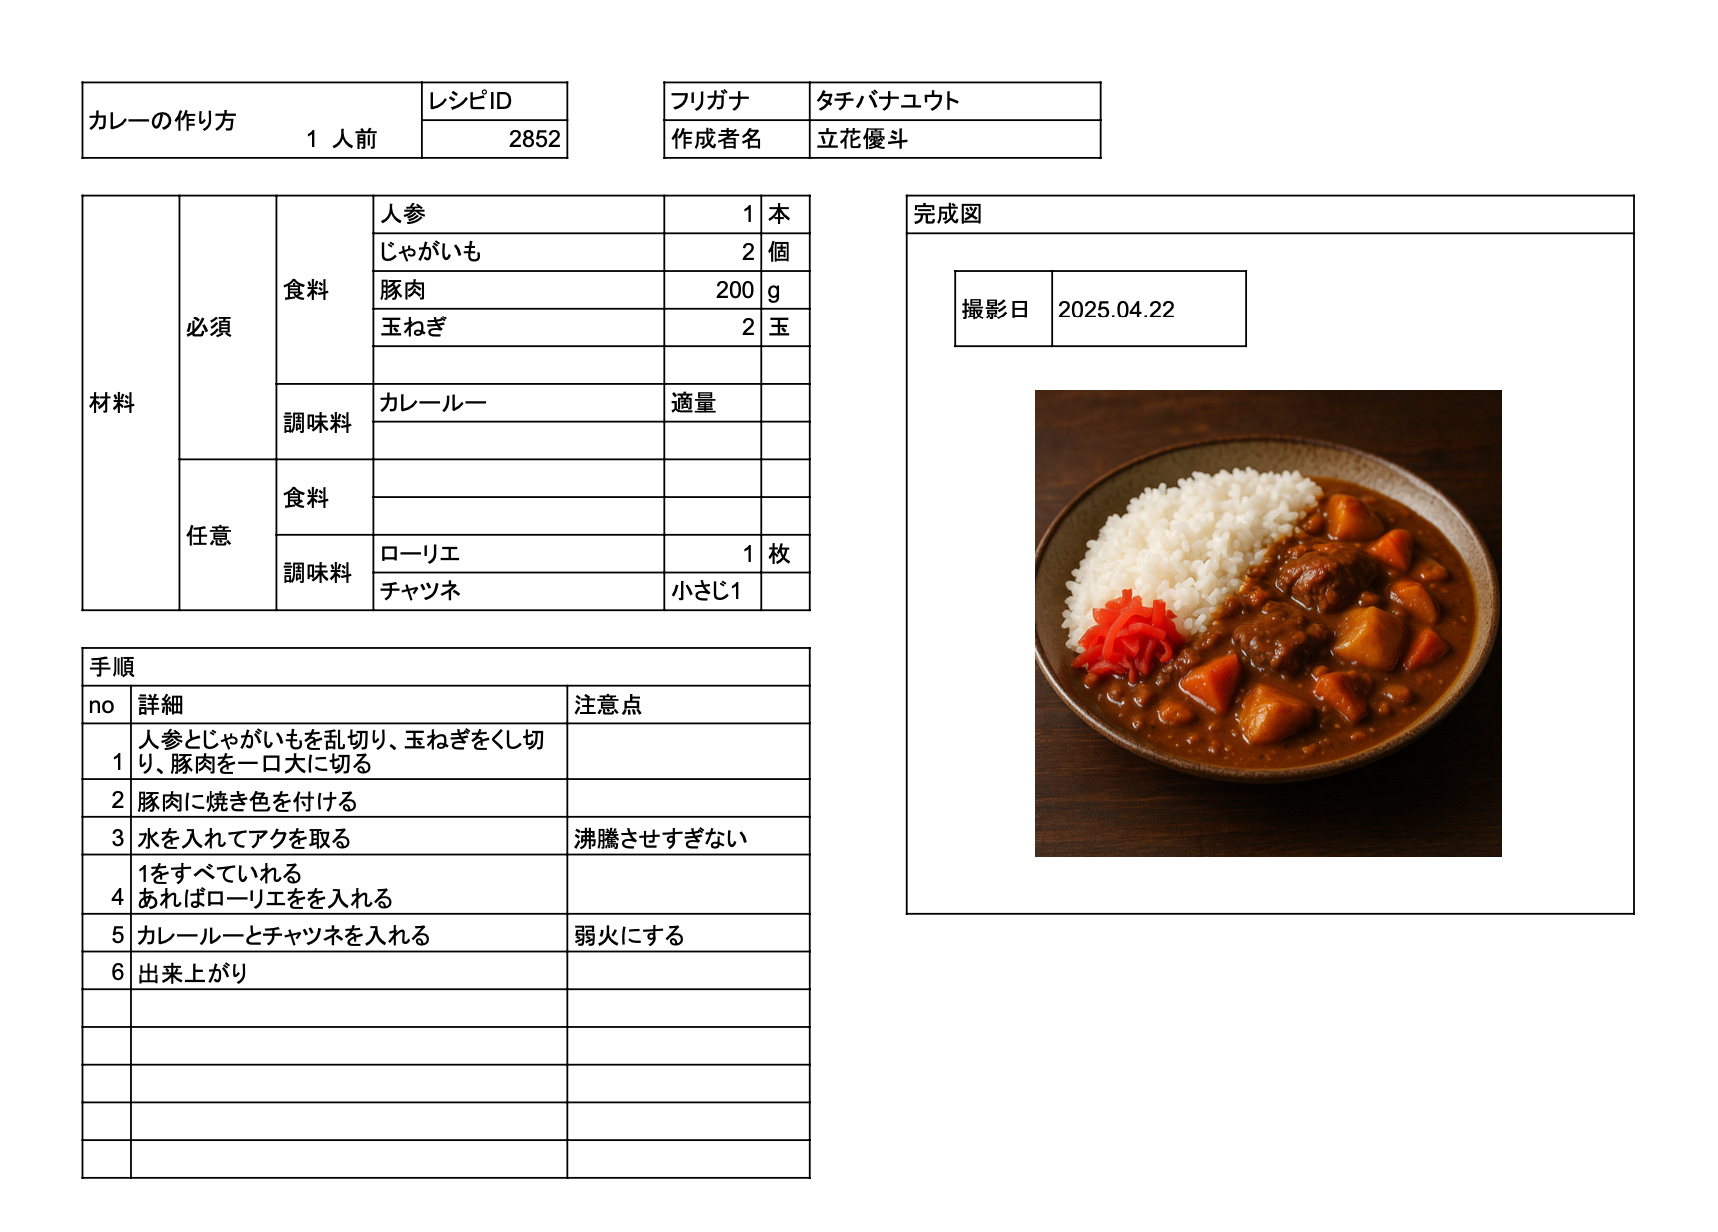 カレーの作り方
1 人前
レシピID
2852
フリガナ タチバナユウト
作成者名 立花優斗
材料
必須
食料
人参 1 本
じゃがいも 2 個
豚肉 200 g
玉ねぎ 2 玉
調味料
カレールー 適量
任意
食料
調味料
ローリエ 1 枚
チャツネ 小さじ1
手順
no 詳細 注意点
1 人参とじゃがいもを乱切り、玉ねぎをくし切
り、豚肉を一口大に切る
2 豚肉に焼き色を付ける
3 水を入れてアクを取る 沸騰させすぎない
1をすべていれる
4 あればローリエをを入れる
5 カレールーとチャツネを入れる 弱火にする
6 出来上がり
完成図
撮影日 2025.04.22